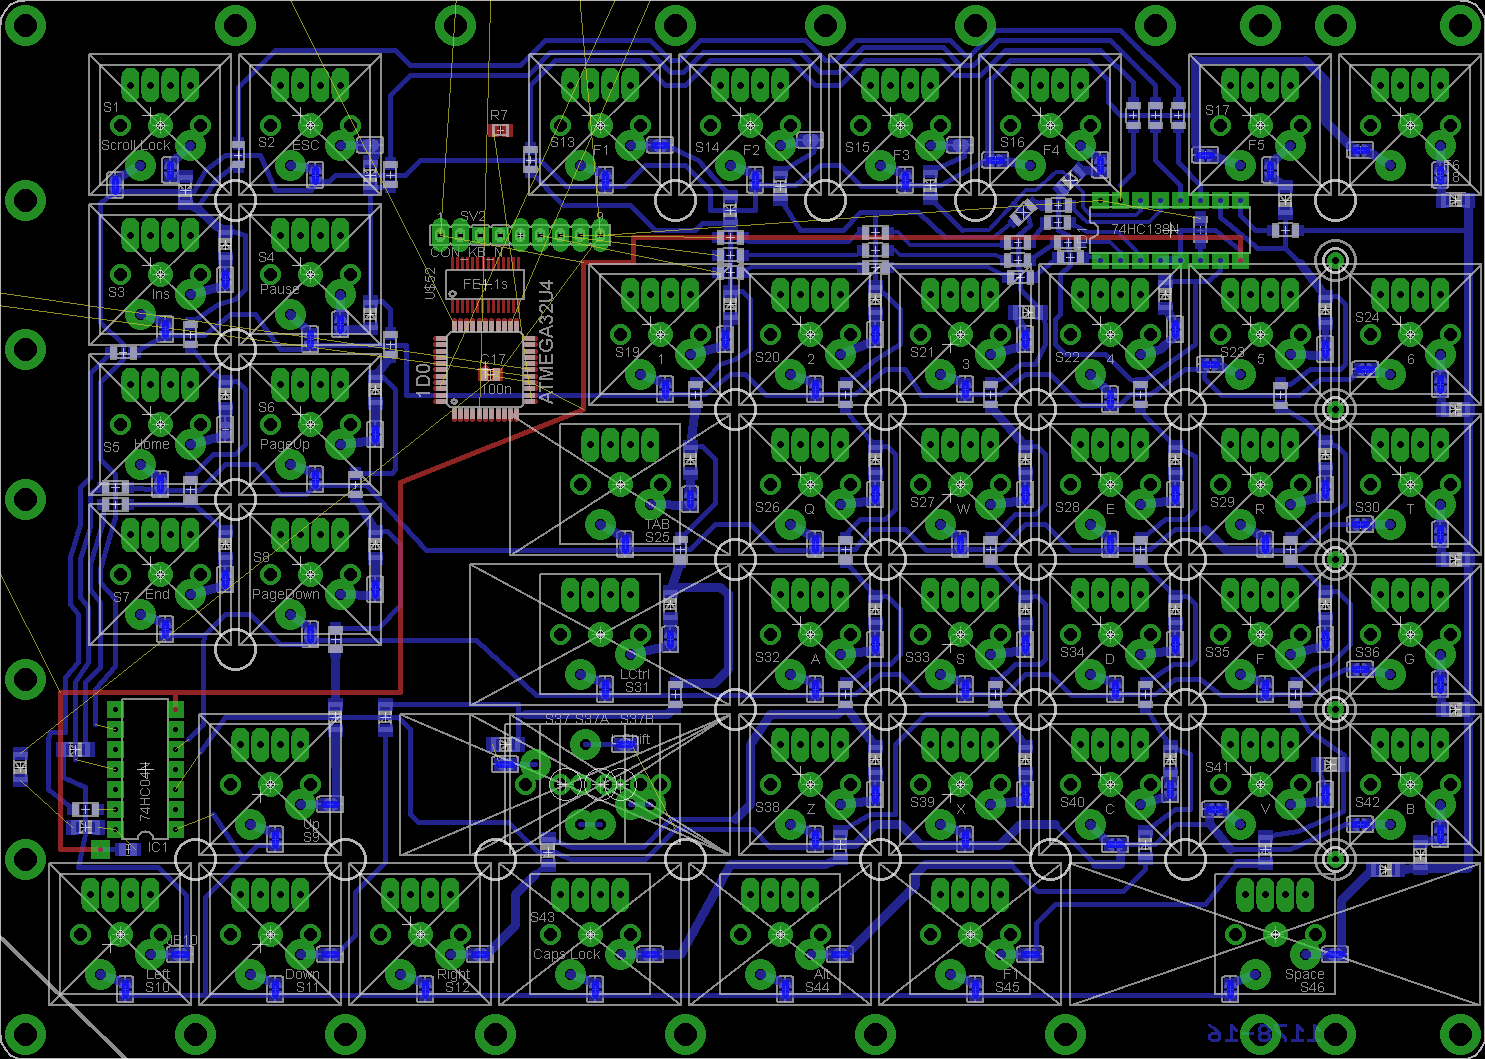 S1
Scroll Lock
S2
ESC
R7
S13
F1
S14
F2
S15
F3
S16
F4
S17
F5
F6
SV2
1
CON_KB_N
74HC138N
S3
Ins
S4
Pause
FE1.1s
ATMEGA32U4
C17
100n
S19
1
S20
2
S21
3
S22
4
S23
5
S24
6
S5
Home
S6
PageUp
TAB
S25
S26
Q
S27
W
S28
E
S29
R
S30
T
S7
End
S8
PageDown
LCtrl
S31
S32
A
S33
S
S34
D
S35
F
S36
G
74HC04N
IC1
Up
S9
S37
S37A
S37B
S38
Z
S39
X
S40
C
S41
V
S42
B
Left
S10
Down
S11
Right
S12
S43
Caps Lock
Alt
S44
F1
S45
Space
S46
1178-16